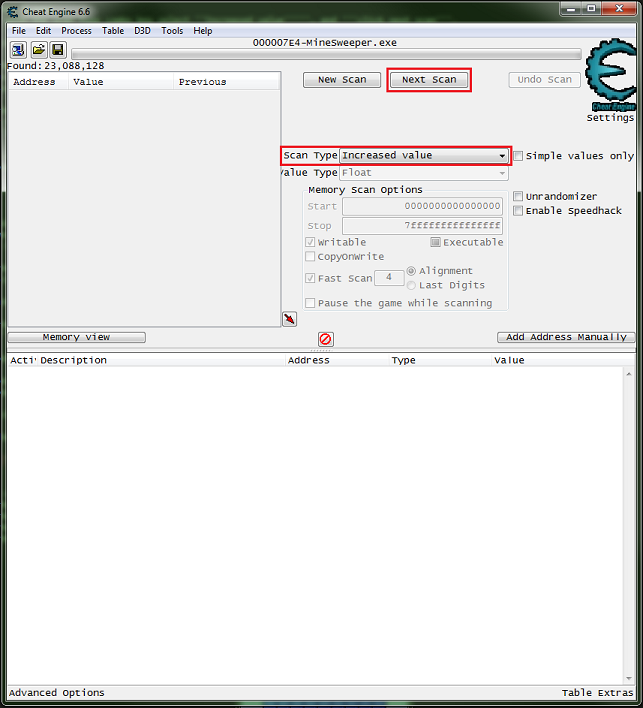 Cheat Engine 6.6
File Edit Process Table D3D Tools Help
000007E4-MineSweeper.exe
Found:23,088,128
Address Value Previous
New Scan Next Scan Undo Scan
Cheat Engine
Settings
Scan Type Increased value Simple values only
alue Type Float
Memory Scan Options
Unrandomizer
Start 0000000000000000
Enable Speedhack
Stop 7fffffffffffffff
Writable Executable
CopyOnWrite
Fast Scan 4 Alignment
Last Digits
Pause the game while scanning
Memory view Add Address Manually
Acti Description Address Type Value
Advanced Options Table Extras